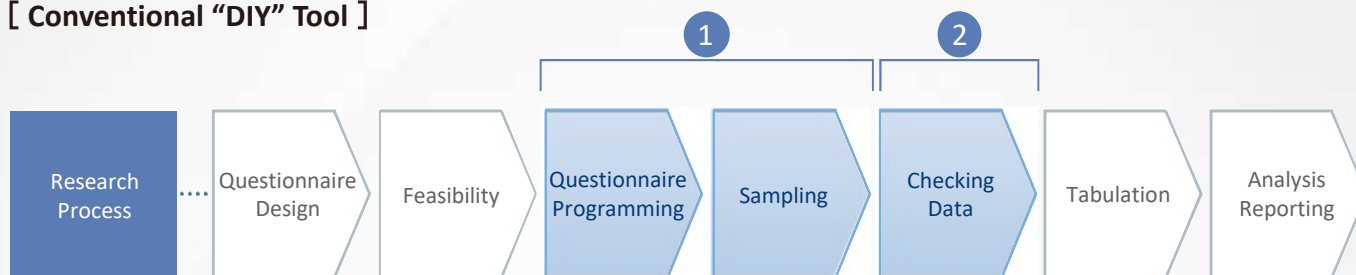 [ Conventional “DIY” Tool ]
1
2
Research
Process
Questionnaire
Design
Feasibility
Questionnaire
Programming
Sampling
Checking
Data
Tabulation
Analysis
Reporting